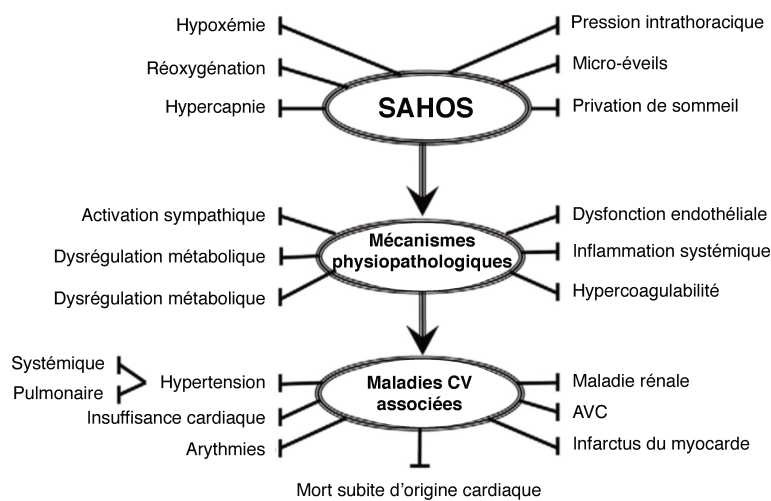 Hypoxémie
Pression intrathoracique
Réoxygénation
Micro-éveils
Hypercapnie
SAHOS
Privation de sommeil
Activation sympathique
Dysfonction endothéliale
Dysrégulation métabolique
Mécanismes
physiopathologiques
Inflammation systémique
Dysrégulation métabolique
Hypercoagulabilité
Systémique
Pulmonaire
Hypertension
Maladies CV
associées
Maladie rénale
Insuffisance cardiaque
AVC
Arythmies
Infarctus du myocarde
Mort subite d'origine cardiaque